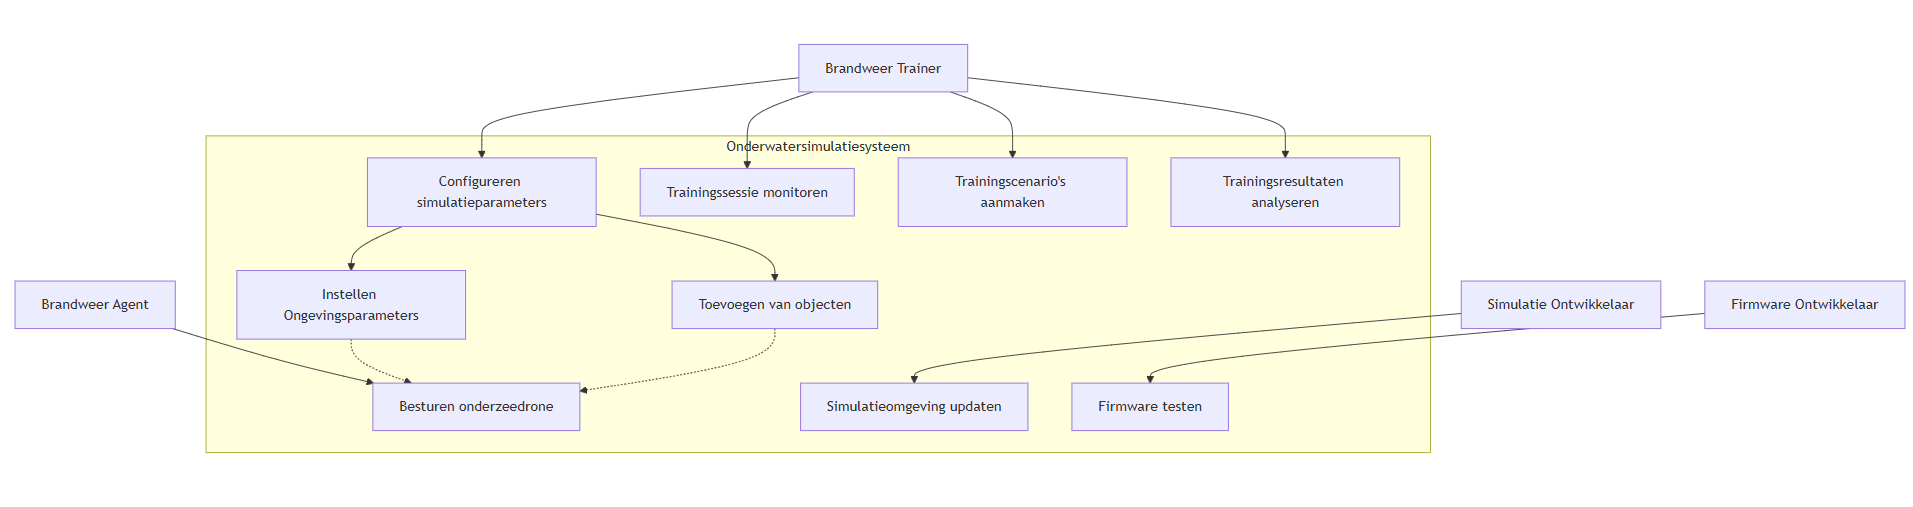 Brandweer Trainer
Onderwatersimulatiesysteem
Configureren
simulatieparameters
Trainingssessie monitoren
Trainingscenario's
aanmaken
Trainingsresultaten
analyseren
Brandweer Agent
Instellen
Ongevingsparameters
Toevoegen van objecten
Simulatie Ontwikkelaar
Firmware Ontwikkelaar
Besturen onderzeedrone
Simulatieomgeving updaten
Firmware testen